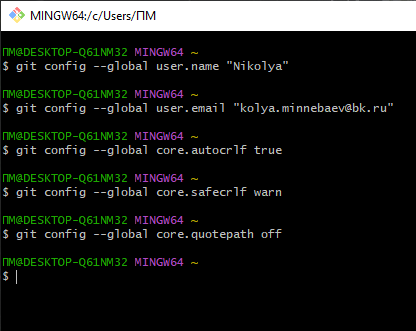 MINGW64:/c/Users/ПМ
ПМ@DESKTOP-Q61NM32 MINGW64 ~
$ git config --global user.name "Nikolya"
ПМ@DESKTOP-Q61NM32 MINGW64 ~
$ git config --global user.email "kolya.minnebaev@bk.ru"
ПМ@DESKTOP-Q61NM32 MINGW64 ~
$ git config --global core.autocrlf true
ПМ@DESKTOP-Q61NM32 MINGW64 ~
$ git config --global core.safecrlf warn
ПМ@DESKTOP-Q61NM32 MINGW64 ~
$ git config --global core.quotepath off
ПМ@DESKTOP-Q61NM32 MINGW64 ~
$